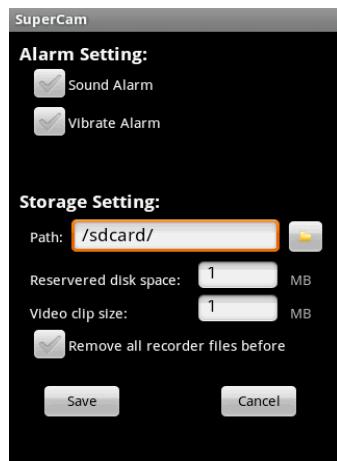 SuperCam
Alarm Setting:
Sound Alarm
Vibrate Alarm
Storage Setting:
Path: /sdcard/
Reservered disk space: 1 MB
Video clip size: 1 MB
Remove all recorder files before
Save Cancel